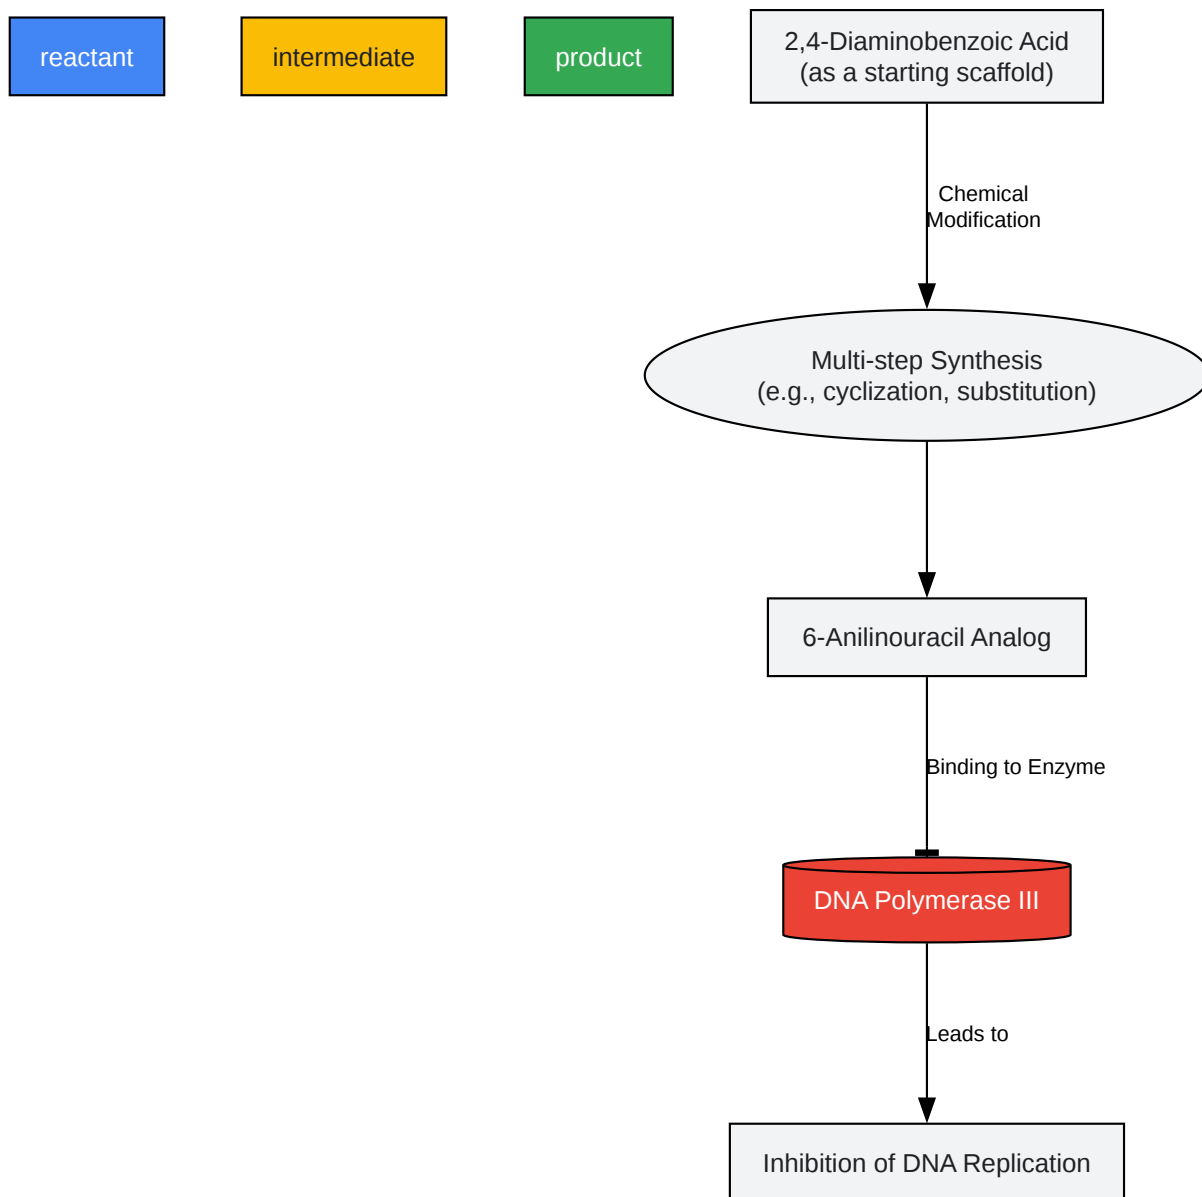 reactant
intermediate
product
2,4-Diaminobenzoic Acid
(as a starting scaffold)
Chemical
Modification
Multi-step Synthesis
(e.g., cyclization, substitution)
6-Anilinouracil Analog
Binding to Enzyme
DNA Polymerase III
Leads to
Inhibition of DNA Replication